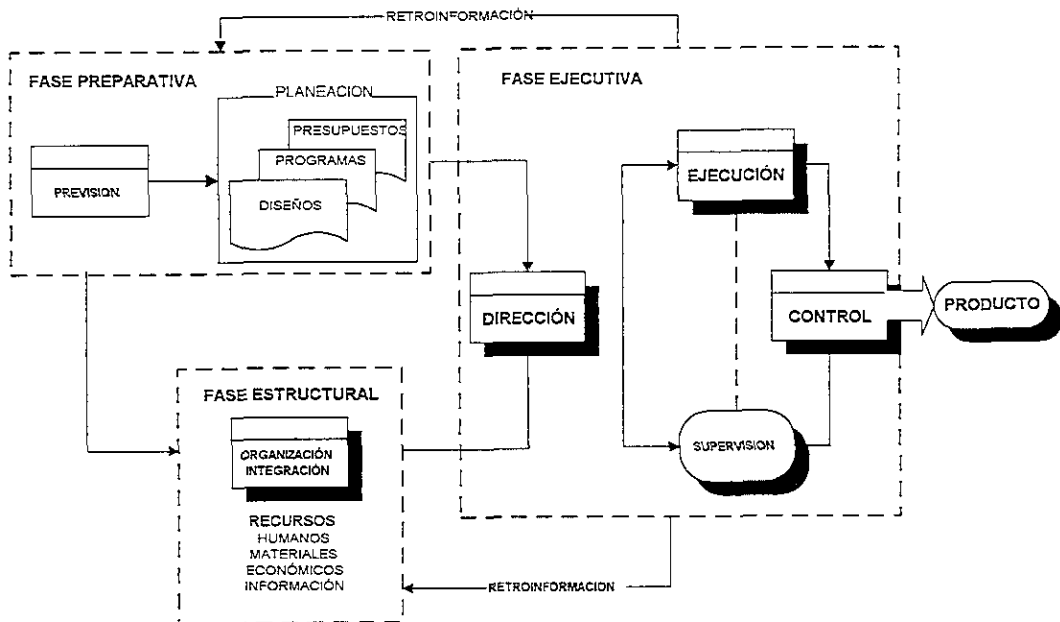 RETROINFORMACIÓN
FASE PREPARATIVA
PLANEACION
PRESUPUESTOS
PROGRAMAS
DISEÑOS
PREVISION
FASE EJECUTIVA
EJECUCIÓN
DIRECCIÓN
CONTROL
PRODUCTO
SUPERVISION
FASE ESTRUCTURAL
ORGANIZACIÓN
INTEGRACIÓN
RECURSOS
HUMANOS
MATERIALES
ECONÓMICOS
INFORMACIÓN
RETROINFORMACION